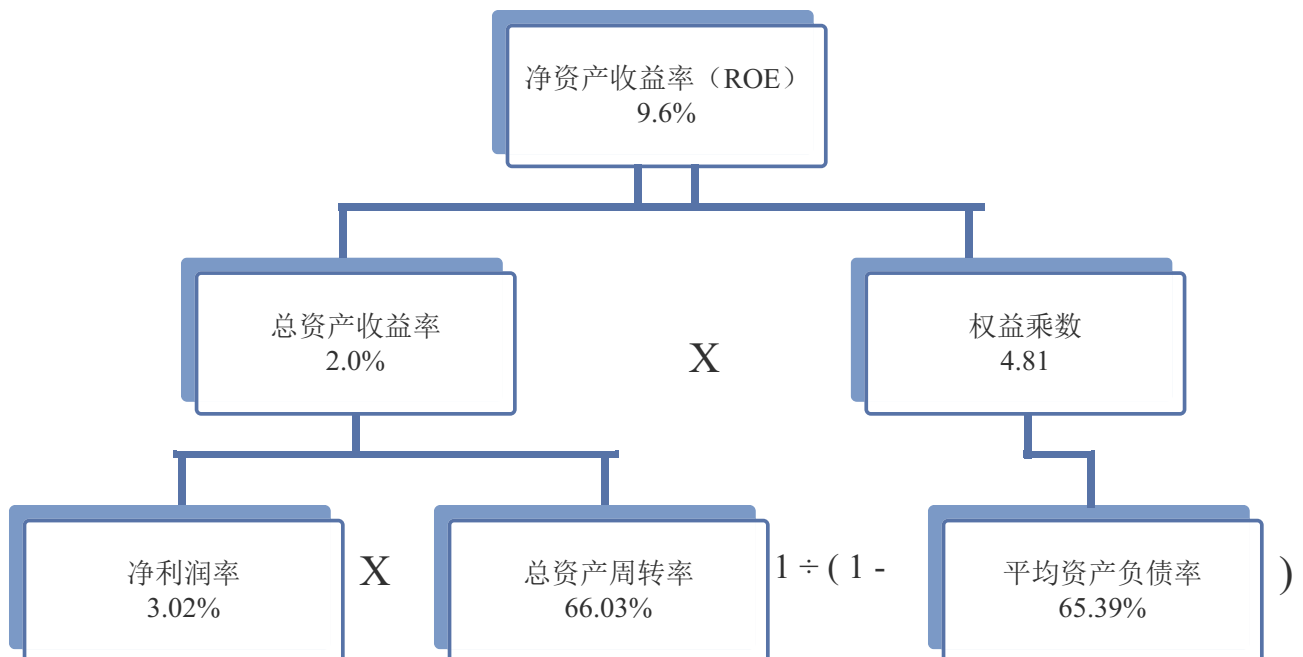 净资产收益率（ROE）
9.6%
总资产收益率
2.0%
X
权益乘数
4.81
净利润率
3.02%
X
总资产周转率
66.03%
1 ÷ ( 1 -
平均资产负债率
65.39%
)